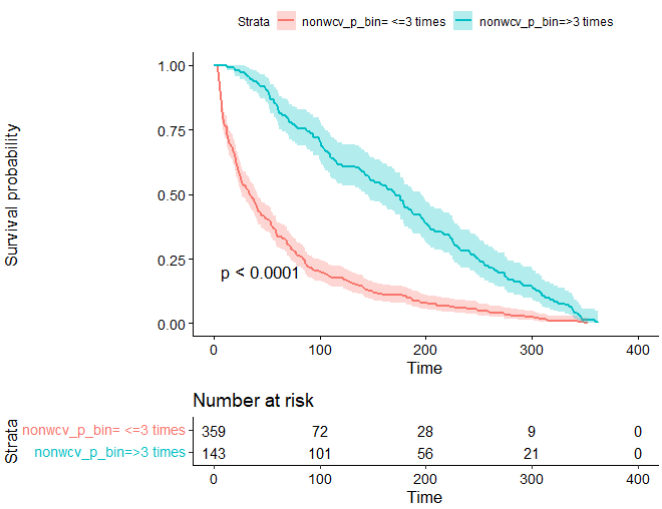 Strata nonwcv_p_bin= <=3 times nonwcv_p_bin=>3 times
Survival probability
1.00
0.75
0.50
0.25
0.00
p < 0.0001
0 100 200 300 400
Time
Number at risk
Strata
nonwcv_p_bin= <=3 times 359 72 28 9 0
nonwcv_p_bin=>3 times 143 101 56 21 0
0 100 200 300 400
Time